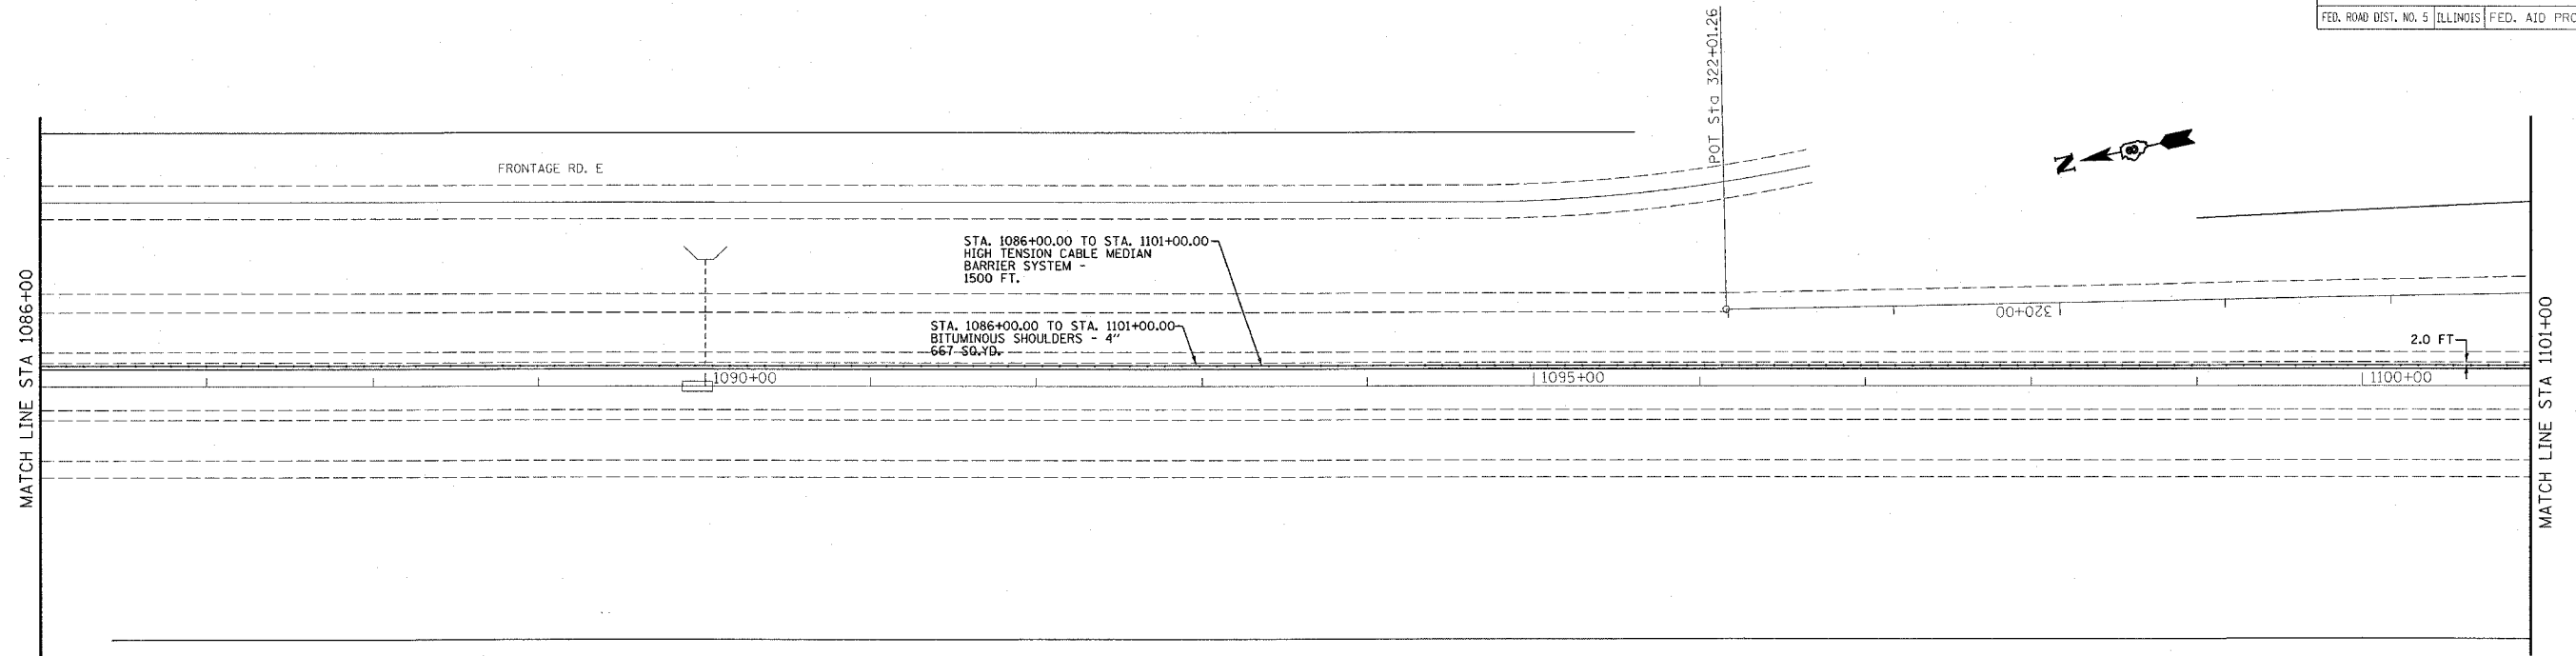 FED. ROAD DIST. NO. 5 ILLINOIS FED. AID PRO
POT Sta 322+01.26
N
FRONTAGE RD. E
STA. 1086+00.00 TO STA. 1101+00.00
HIGH TENSION CABLE MEDIAN
BARRIER SYSTEM -
1500 FT.
STA. 1086+00.00 TO STA. 1101+00.00
BITUMINOUS SHOULDERS - 4"
667 SQ.YD.
320+00
2.0 FT
1090+00
1095+00
1100+00
MATCH LINE STA 1086+00
MATCH LINE STA 1101+00